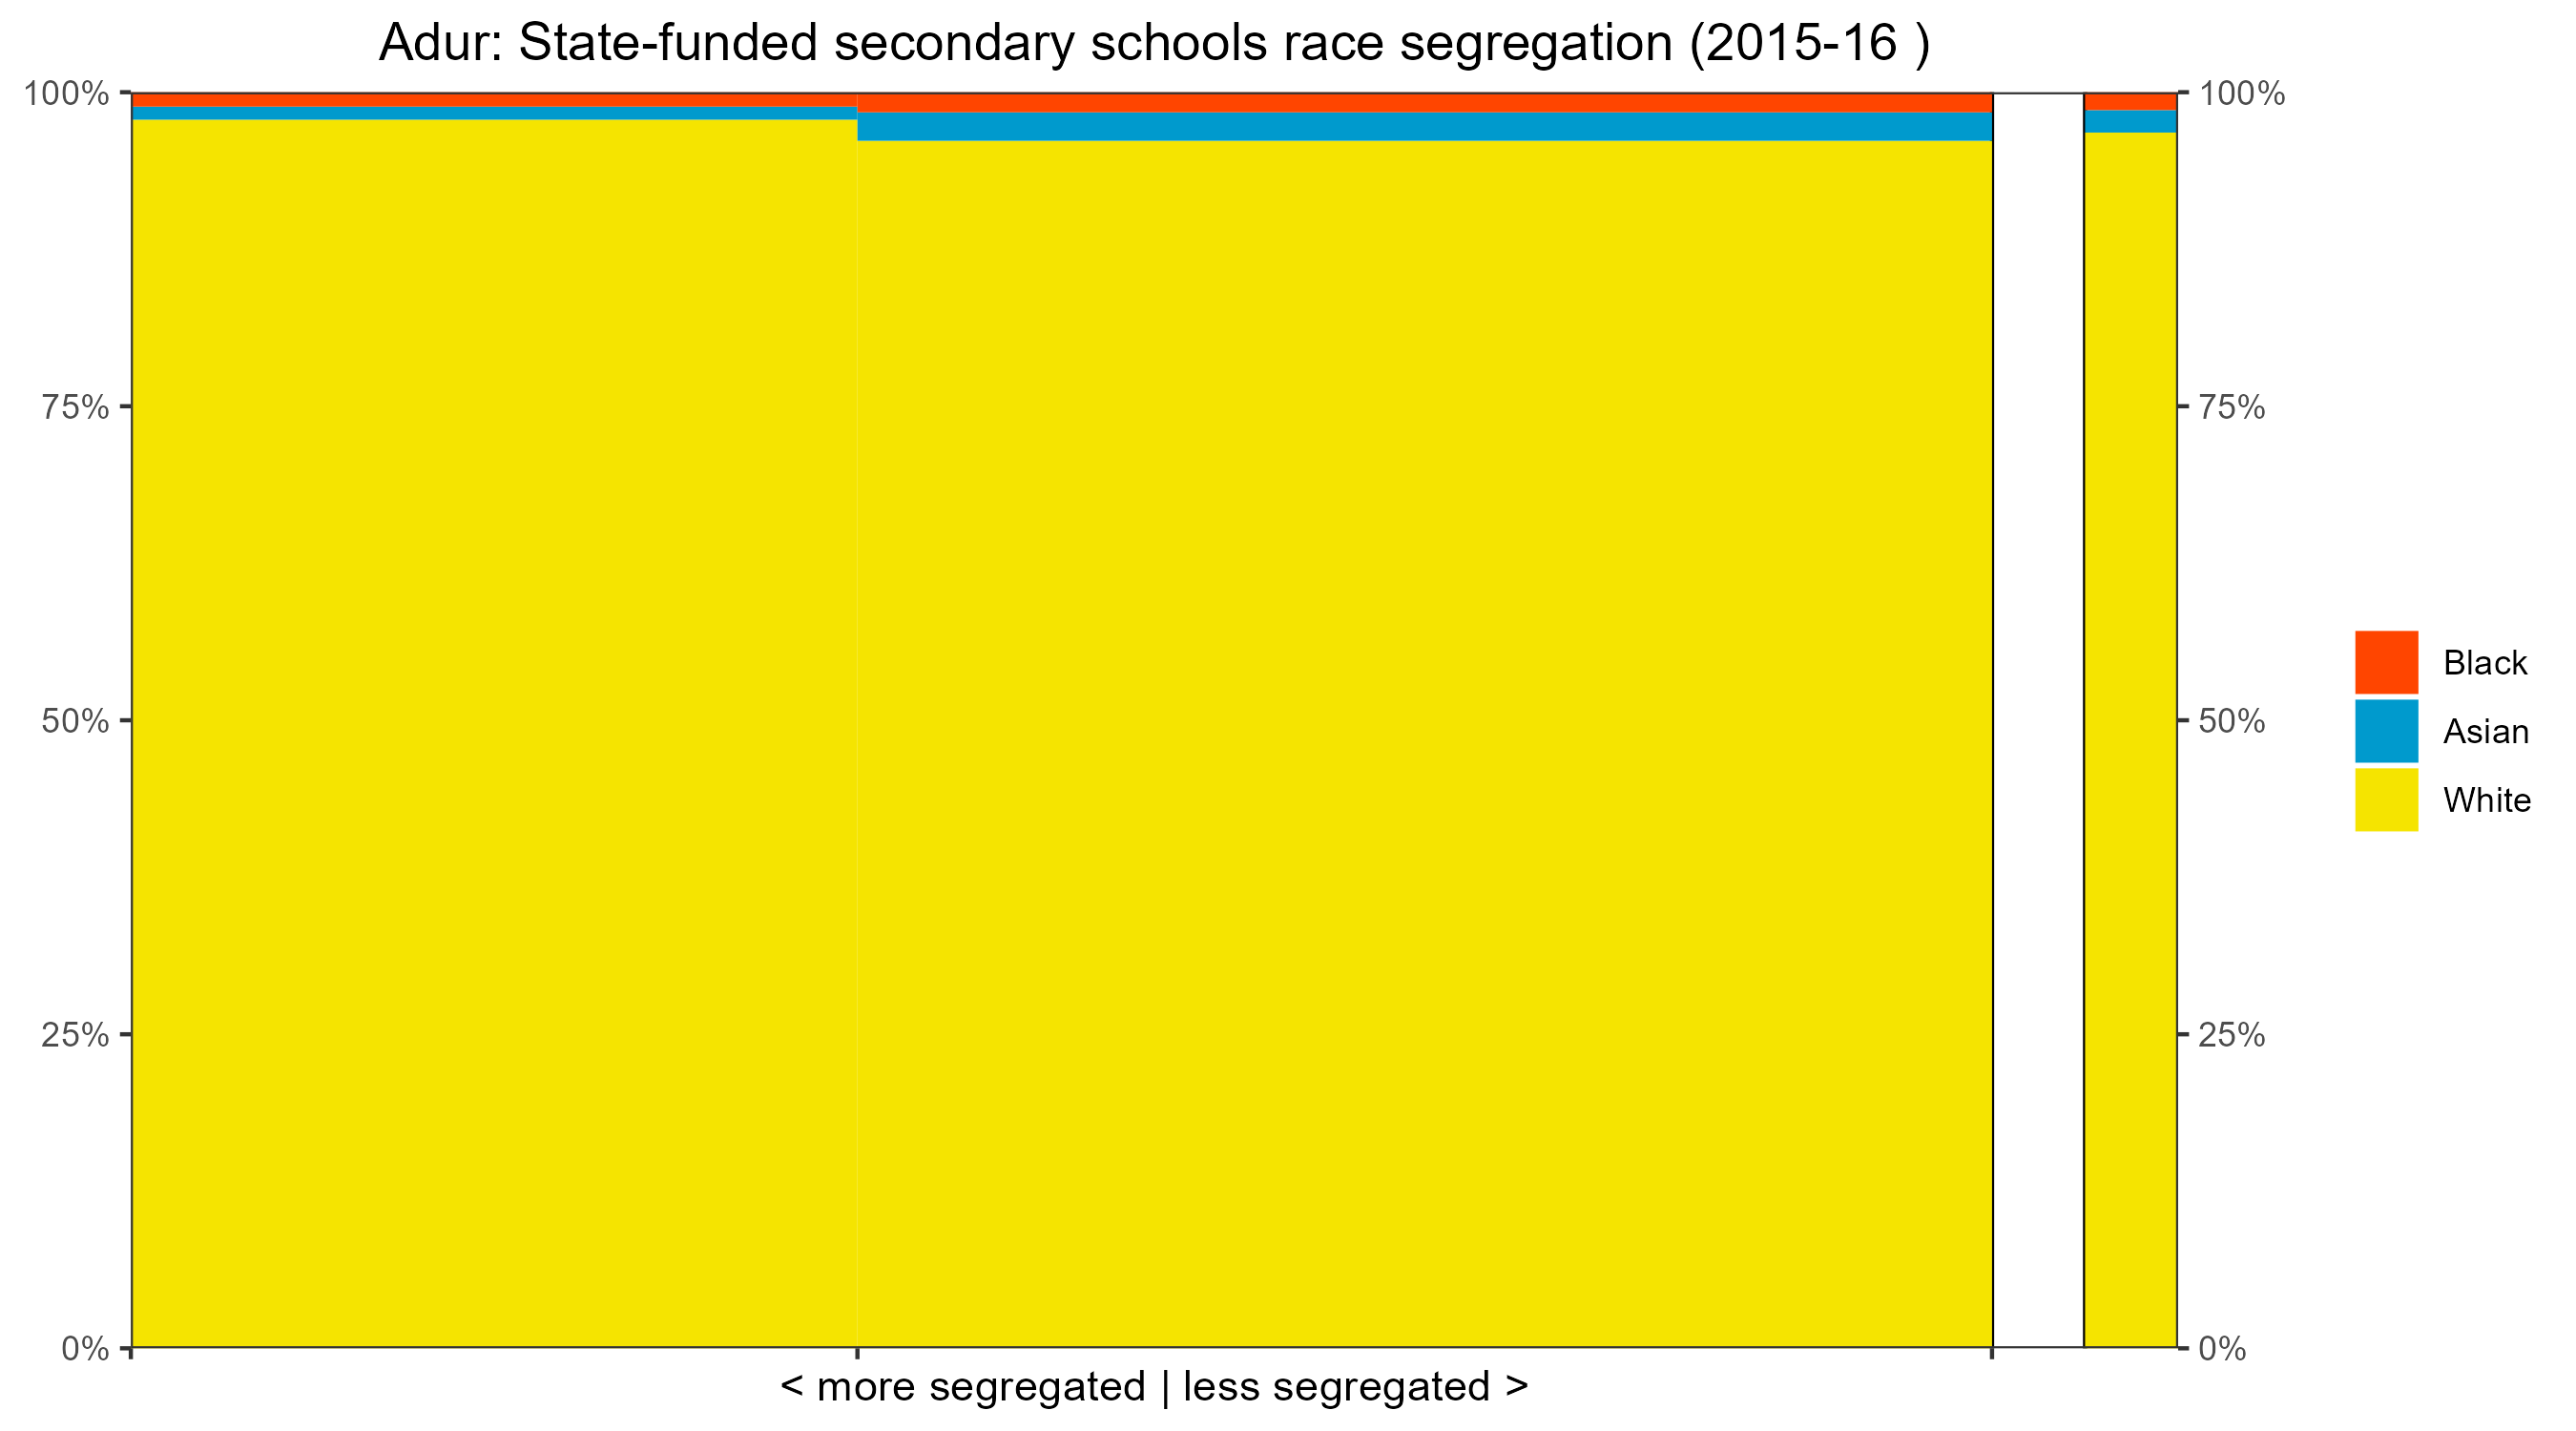 Adur: State-funded secondary schools race segregation (2015-16 )
100%
75%
50%
25%
0%
100%
75%
50%
25%
0%
Black
Asian
White
< more segregated | less segregated >